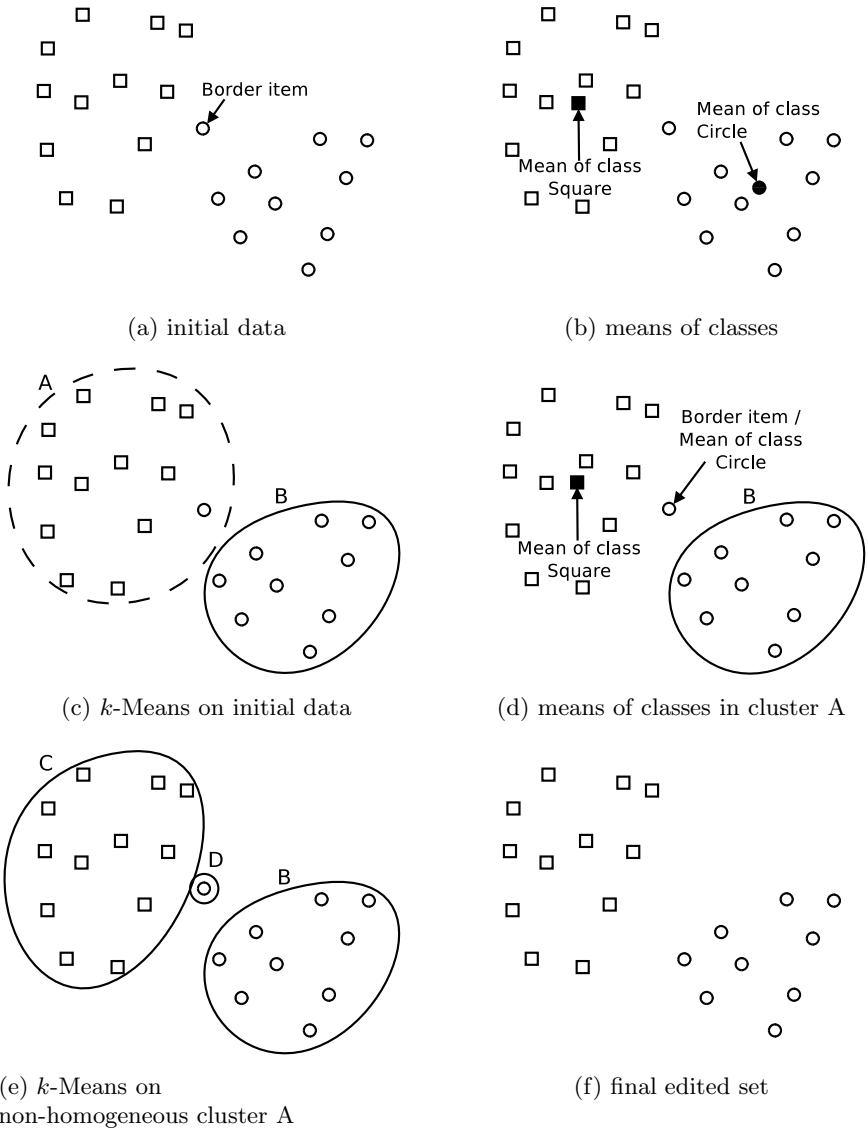 Border item
(a) initial data
Mean of class
Square
Mean of class
Circle
(b) means of classes
A
B
(c) k-Means on initial data
Mean of class
Square
Border item /
Mean of class
Circle
B
(d) means of classes in cluster A
C
D
B
(e) k-Means on
non-homogeneous cluster A
(f) final edited set